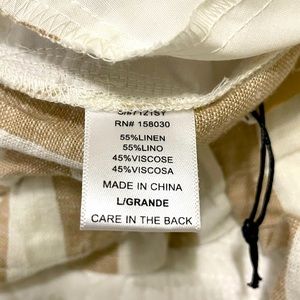 RN# 158030
55%LINEN
55%LINO
45%VISCOSE
45%VISCOSA
MADE IN CHINA
L/GRANDE
CARE IN THE BACK